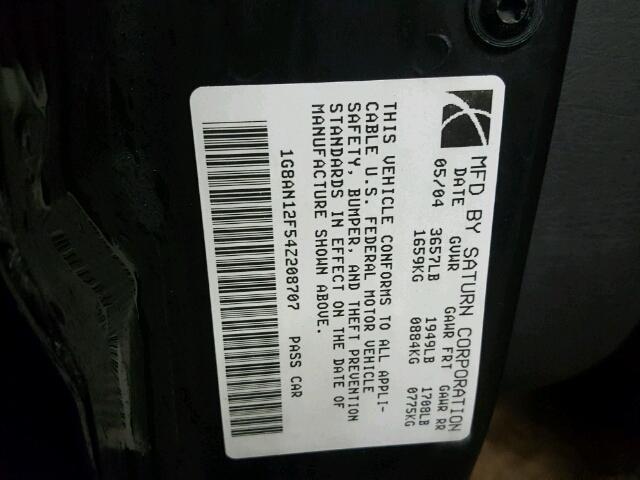 MFD BY SATURN CORPORATION
DATE GVWR GAWR FRT GAWR RR
05/04 3657LB 1949LB 1708LB
1659KG 0884KG 0775KG
THIS VEHICLE CONFORMS TO ALL APPLI-
CABLE U.S. FEDERAL MOTOR VEHICLE
SAFETY, BUMPER, AND THEFT PREVENTION
STANDARDS IN EFFECT ON THE DATE OF
MANUFACTURE SHOWN ABOVE.
1G8AN12F54Z208707 PASS CAR